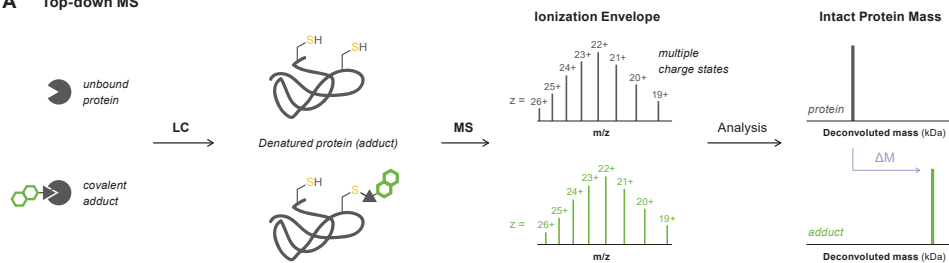 A Top-down MS
Ionization Envelope
Intact Protein Mass
unbound
protein
LC
SH
SH
Denatured protein (adduct)
MS
z =
26+
25+
24+
23+
22+
21+
20+
19+
multiple
charge states
m/z
Analysis
protein
Deconvoluted mass (kDa)
ΔM
covalent
adduct
SH
S
z =
26+
25+
24+
23+
22+
21+
20+
19+
m/z
adduct
Deconvoluted mass (kDa)